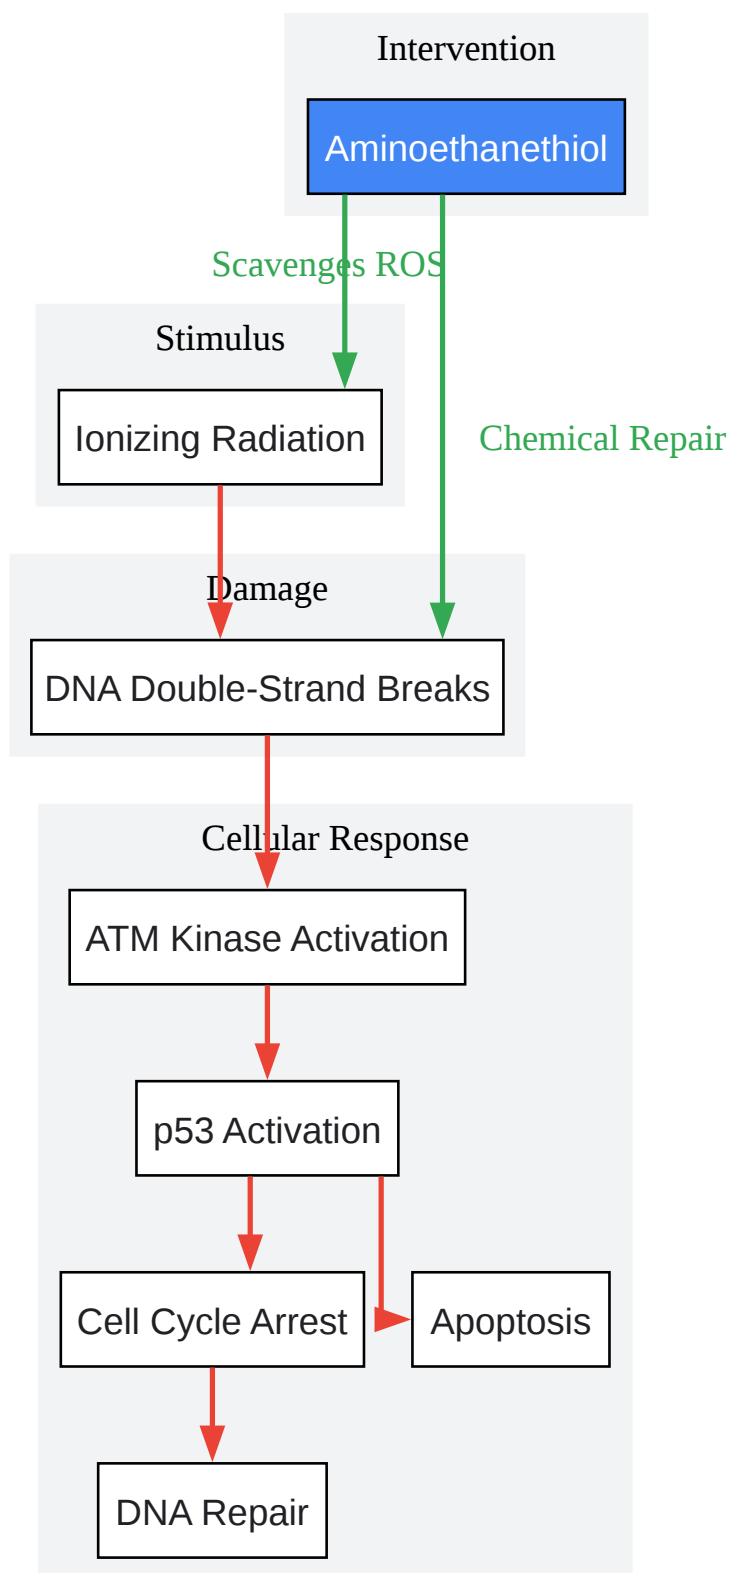 Intervention
Aminoethanethiol
Scavenges ROS
Stimulus
Ionizing Radiation
Chemical Repair
Damage
DNA Double-Strand Breaks
Cellular Response
ATM Kinase Activation
p53 Activation
Cell Cycle Arrest
Apoptosis
DNA Repair